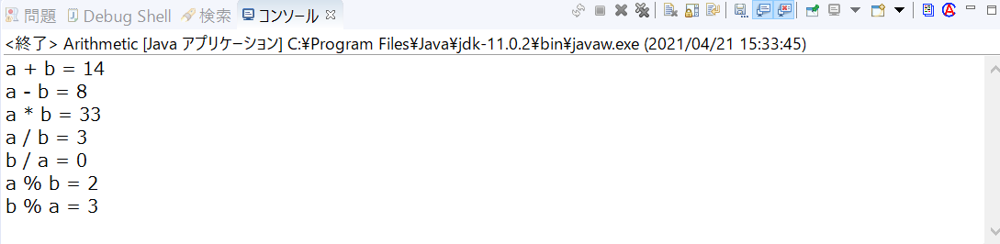 問題 Debug Shell 検索 コンソール
<終了> Arithmetic [Java アプリケーション] C:¥Program Files¥Java¥jdk-11.0.2¥bin¥javaw.exe (2021/04/21 15:33:45)
a + b = 14
a - b = 8
a * b = 33
a / b = 3
b / a = 0
a % b = 2
b % a = 3